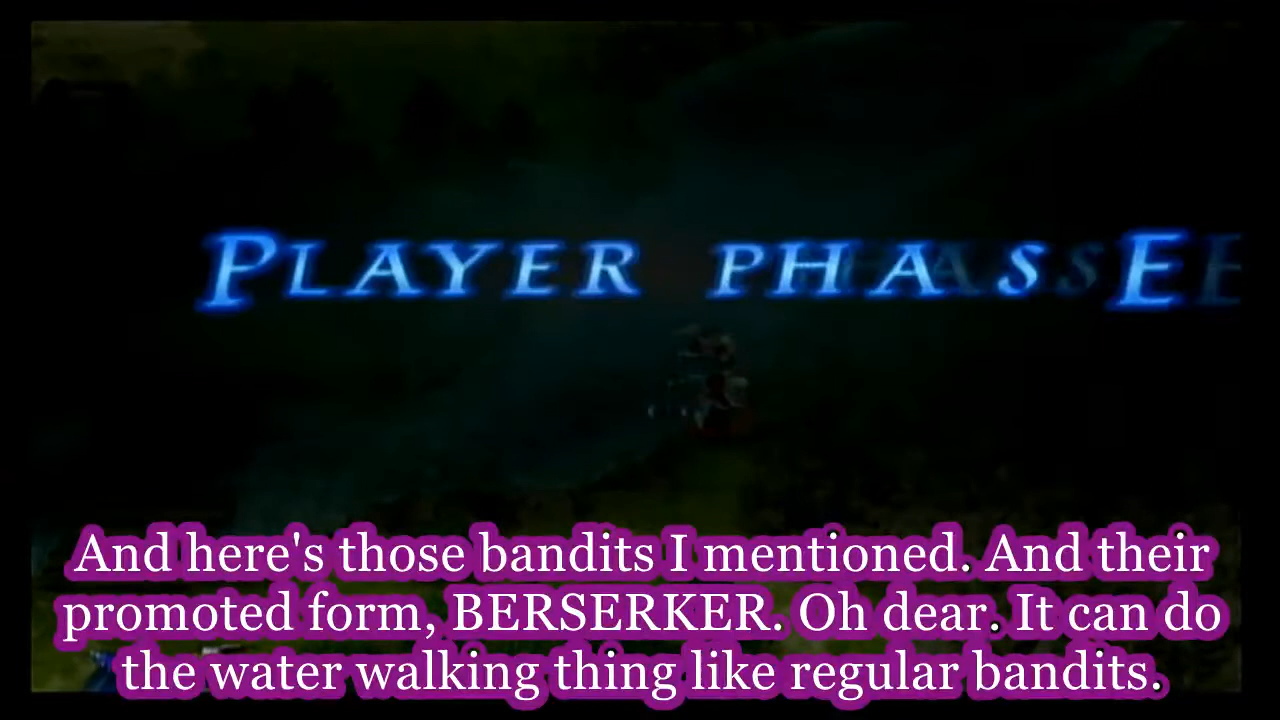 PLAYER PHASE
And here's those bandits I mentioned. And their
promoted form, BERSERKER. Oh dear. It can do
the water walking thing like regular bandits.